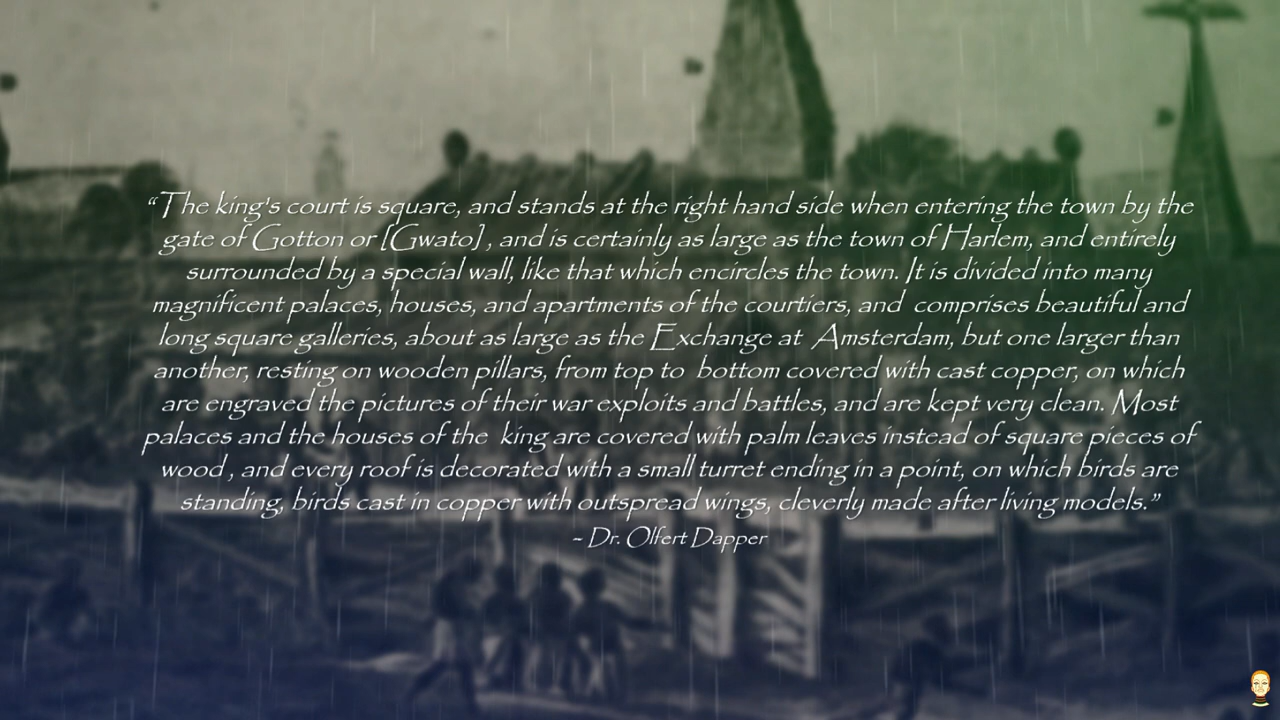 “The king's court is square, and stands at the right hand side when entering the town by the
gate of Gotton or [Gwato] , and is certainly as large as the town of Harlem, and entirely
surrounded by a special wall, like that which encircles the town. It is divided into many
magnificent palaces, houses, and apartments of the courtiers, and comprises beautiful and
long square galleries, about as large as the Exchange at Amsterdam, but one larger than
another, resting on wooden pillars, from top to bottom covered with cast copper, on which
are engraved the pictures of their war exploits and battles, and are kept very clean. Most
palaces and the houses of the king are covered with palm leaves instead of square pieces of
wood , and every roof is decorated with a small turret ending in a point, on which birds are
standing, birds cast in copper with outspread wings, cleverly made after living models.”
~ Dr. Olfert Dapper